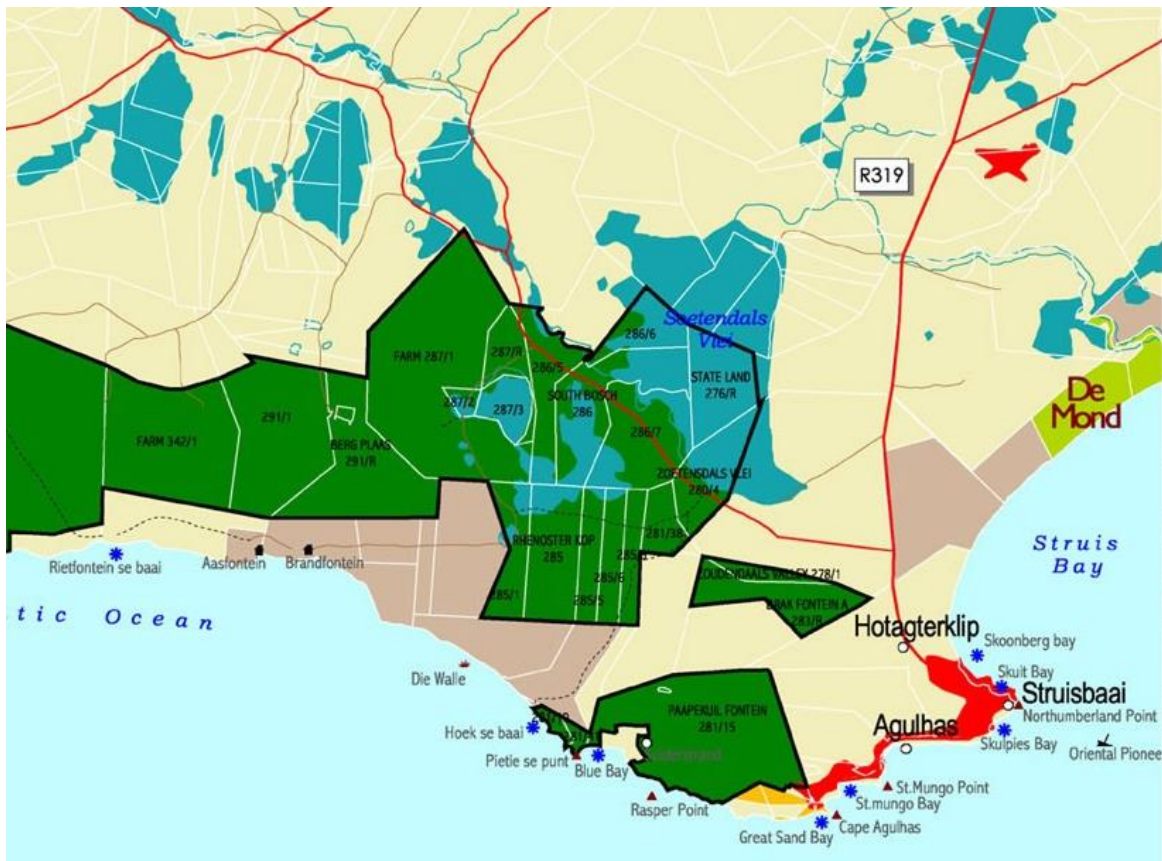 R319
Soetendals
Vlei
286/6
287/R
FARM 287/1
286/5
STATE LAND
276/R
SOUTH BOSCH
286
287/2
287/3
De
Mond
291/1
286/7
FARM 342/1
BERG PLAAS
291/R
ZOETENSDALS VLEI
280/4
281/38
RHENOSTER KOP
285
Struis
Bay
Rietfontein se baai
Aasfontein
Brandfontein
285/6
285/1
285/5
ZOUDENDAALS VALLEY 278/1
BRAK FONTEIN A
283/R
tic Ocean
Hotagterklip
Skoonberg bay
Die Walle
Skuit Bay
Struisbaai
Northumberland Point
PAAPEKUIL FONTEIN
281/15
Hoek se baai
Agulhas
Skulpies Bay
Oriental Pionee
Pietie se punt
Blue Bay
St.Mungo Point
St.mungo Bay
Rasper Point
Great Sand Bay
Cape Agulhas